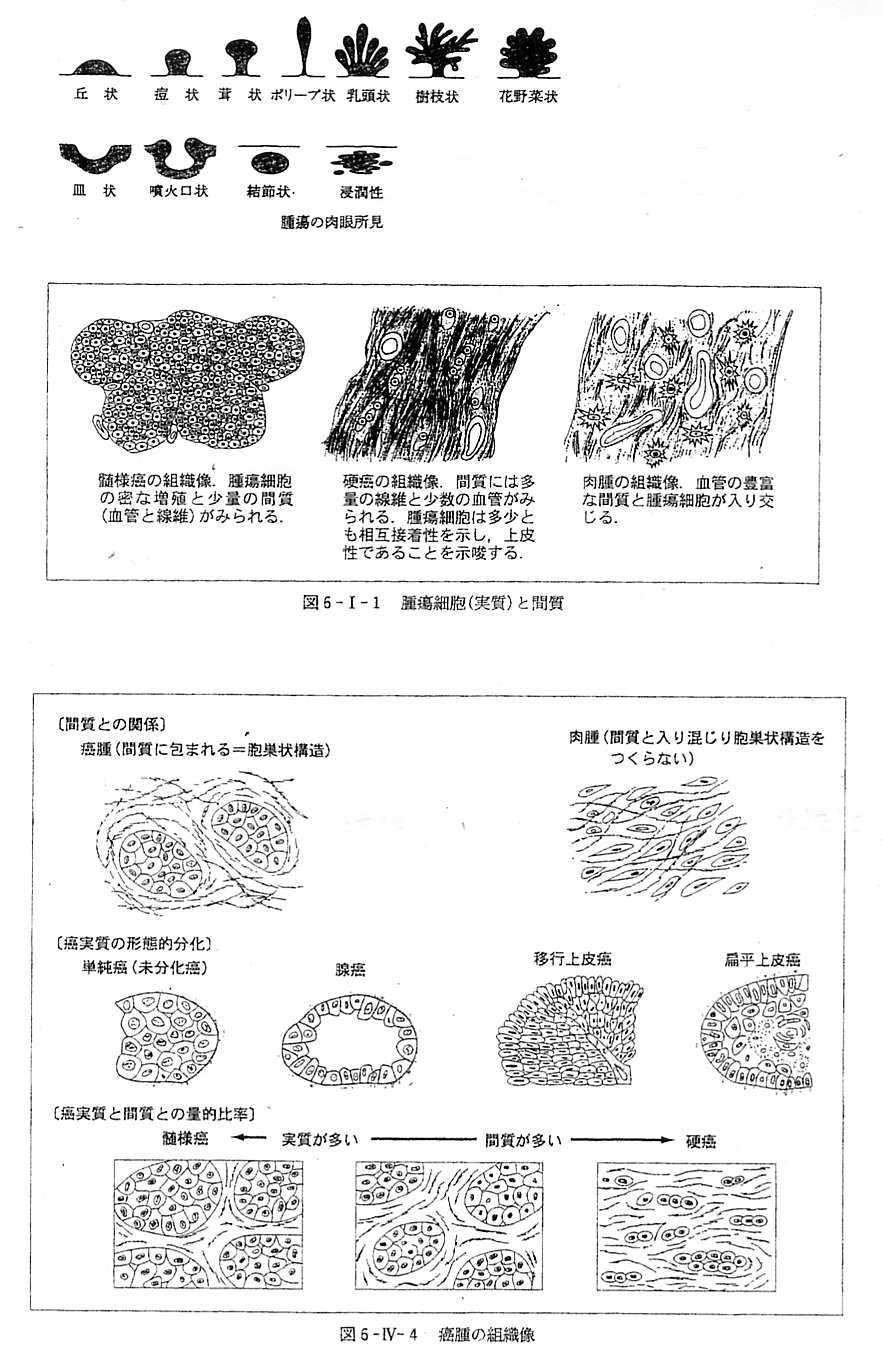 丘 状 痘 状 茸 状 ポリープ状 乳頭状 樹枝状 花野菜状
皿 状 噴火口状 結節状 浸潤性
腫瘍の肉眼所見
髄様癌の組織像. 腫瘍細胞
の密な増殖と少量の間質
(血管と線維)がみられる.
硬癌の組織像. 間質には多
量の線維と少数の血管がみ
られる. 腫瘍細胞は多少と
も相互接着性を示し, 上皮
性であることを示唆する.
肉腫の組織像. 血管の豊富
な間質と腫瘍細胞が入り交
じる.
図6-Ⅰ-1 腫瘍細胞(実質)と間質
〔間質との関係〕
癌腫(間質に包まれる=胞巣状構造)
肉腫(間質と入り混じり胞巣状構造を
つくらない)
〔癌実質の形態的分化〕
単純癌(未分化癌)
腺癌
移行上皮癌
扁平上皮癌
〔癌実質と間質との量的比率〕
髄様癌 ← 実質が多い ― 間質が多い → 硬癌
図6-Ⅳ-4 癌腫の組織像